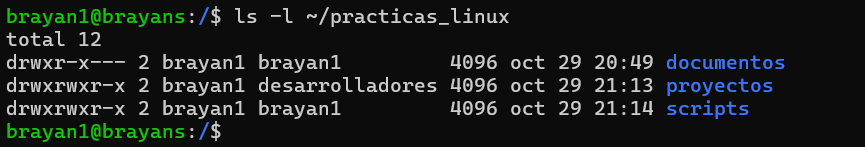 brayan1@brayans:/$ ls -l ~/practicas_linux
total 12
drwxr-x--- 2 brayan1 brayan1         4096 oct 29 20:49 documentos
drwxrwxr-x 2 brayan1 desarrolladores 4096 oct 29 21:13 proyectos
drwxrwxr-x 2 brayan1 brayan1         4096 oct 29 21:14 scripts
brayan1@brayans:/$